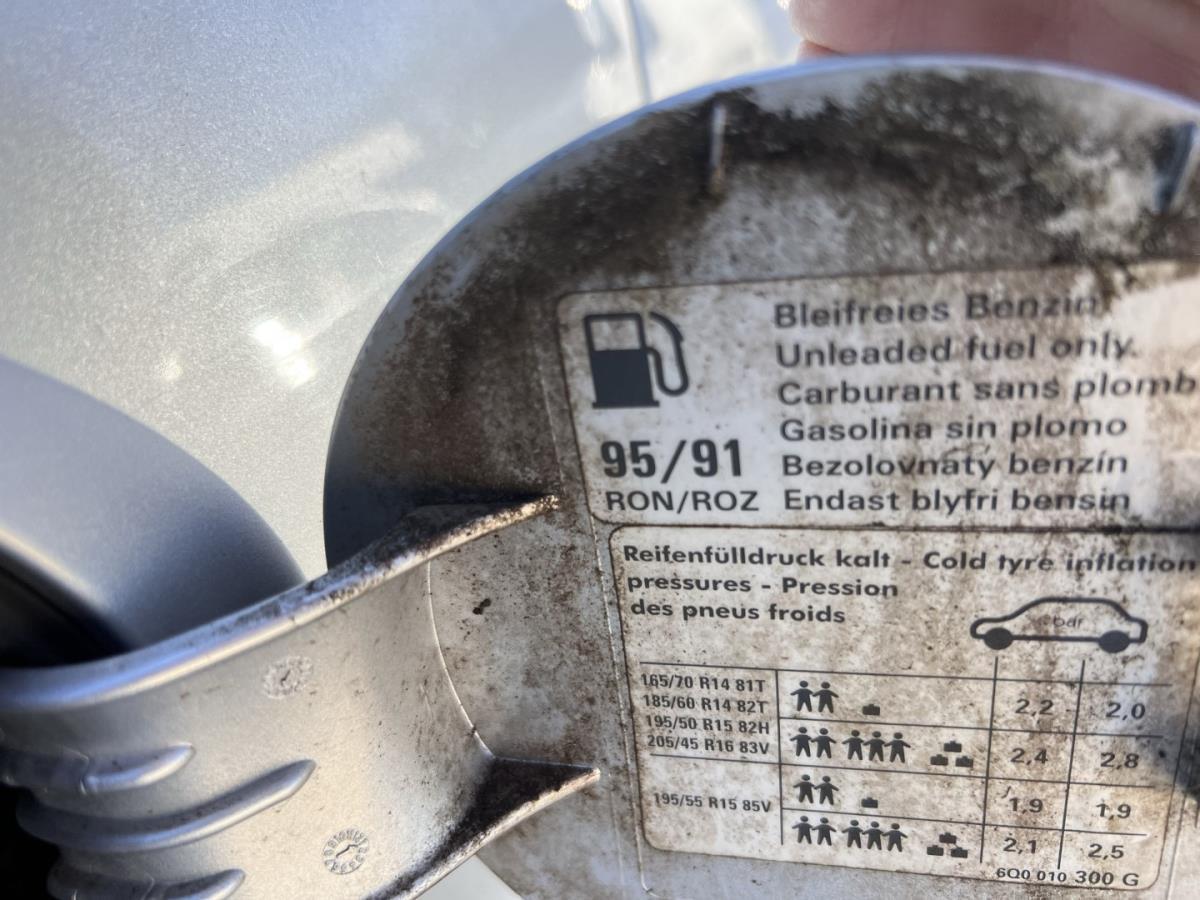 Bleifreies Benzin
Unleaded fuel only.
Carburant sans plomb
Gasolina sin plomo
95/91 Bezolovnatý benzín
RON/ROZ Endast blyfri bensin
Reifenfülldruck kalt - Cold tyre inflation
pressures - Pression
des pneus froids
bar
165/70 R14 81T
185/60 R14 82T 2,2 2,0
195/50 R15 82H
205/45 R16 83V 2,4 2,8
195/55 R15 85V 1,9 1,9
2,1 2,5
6Q0 010 300 G